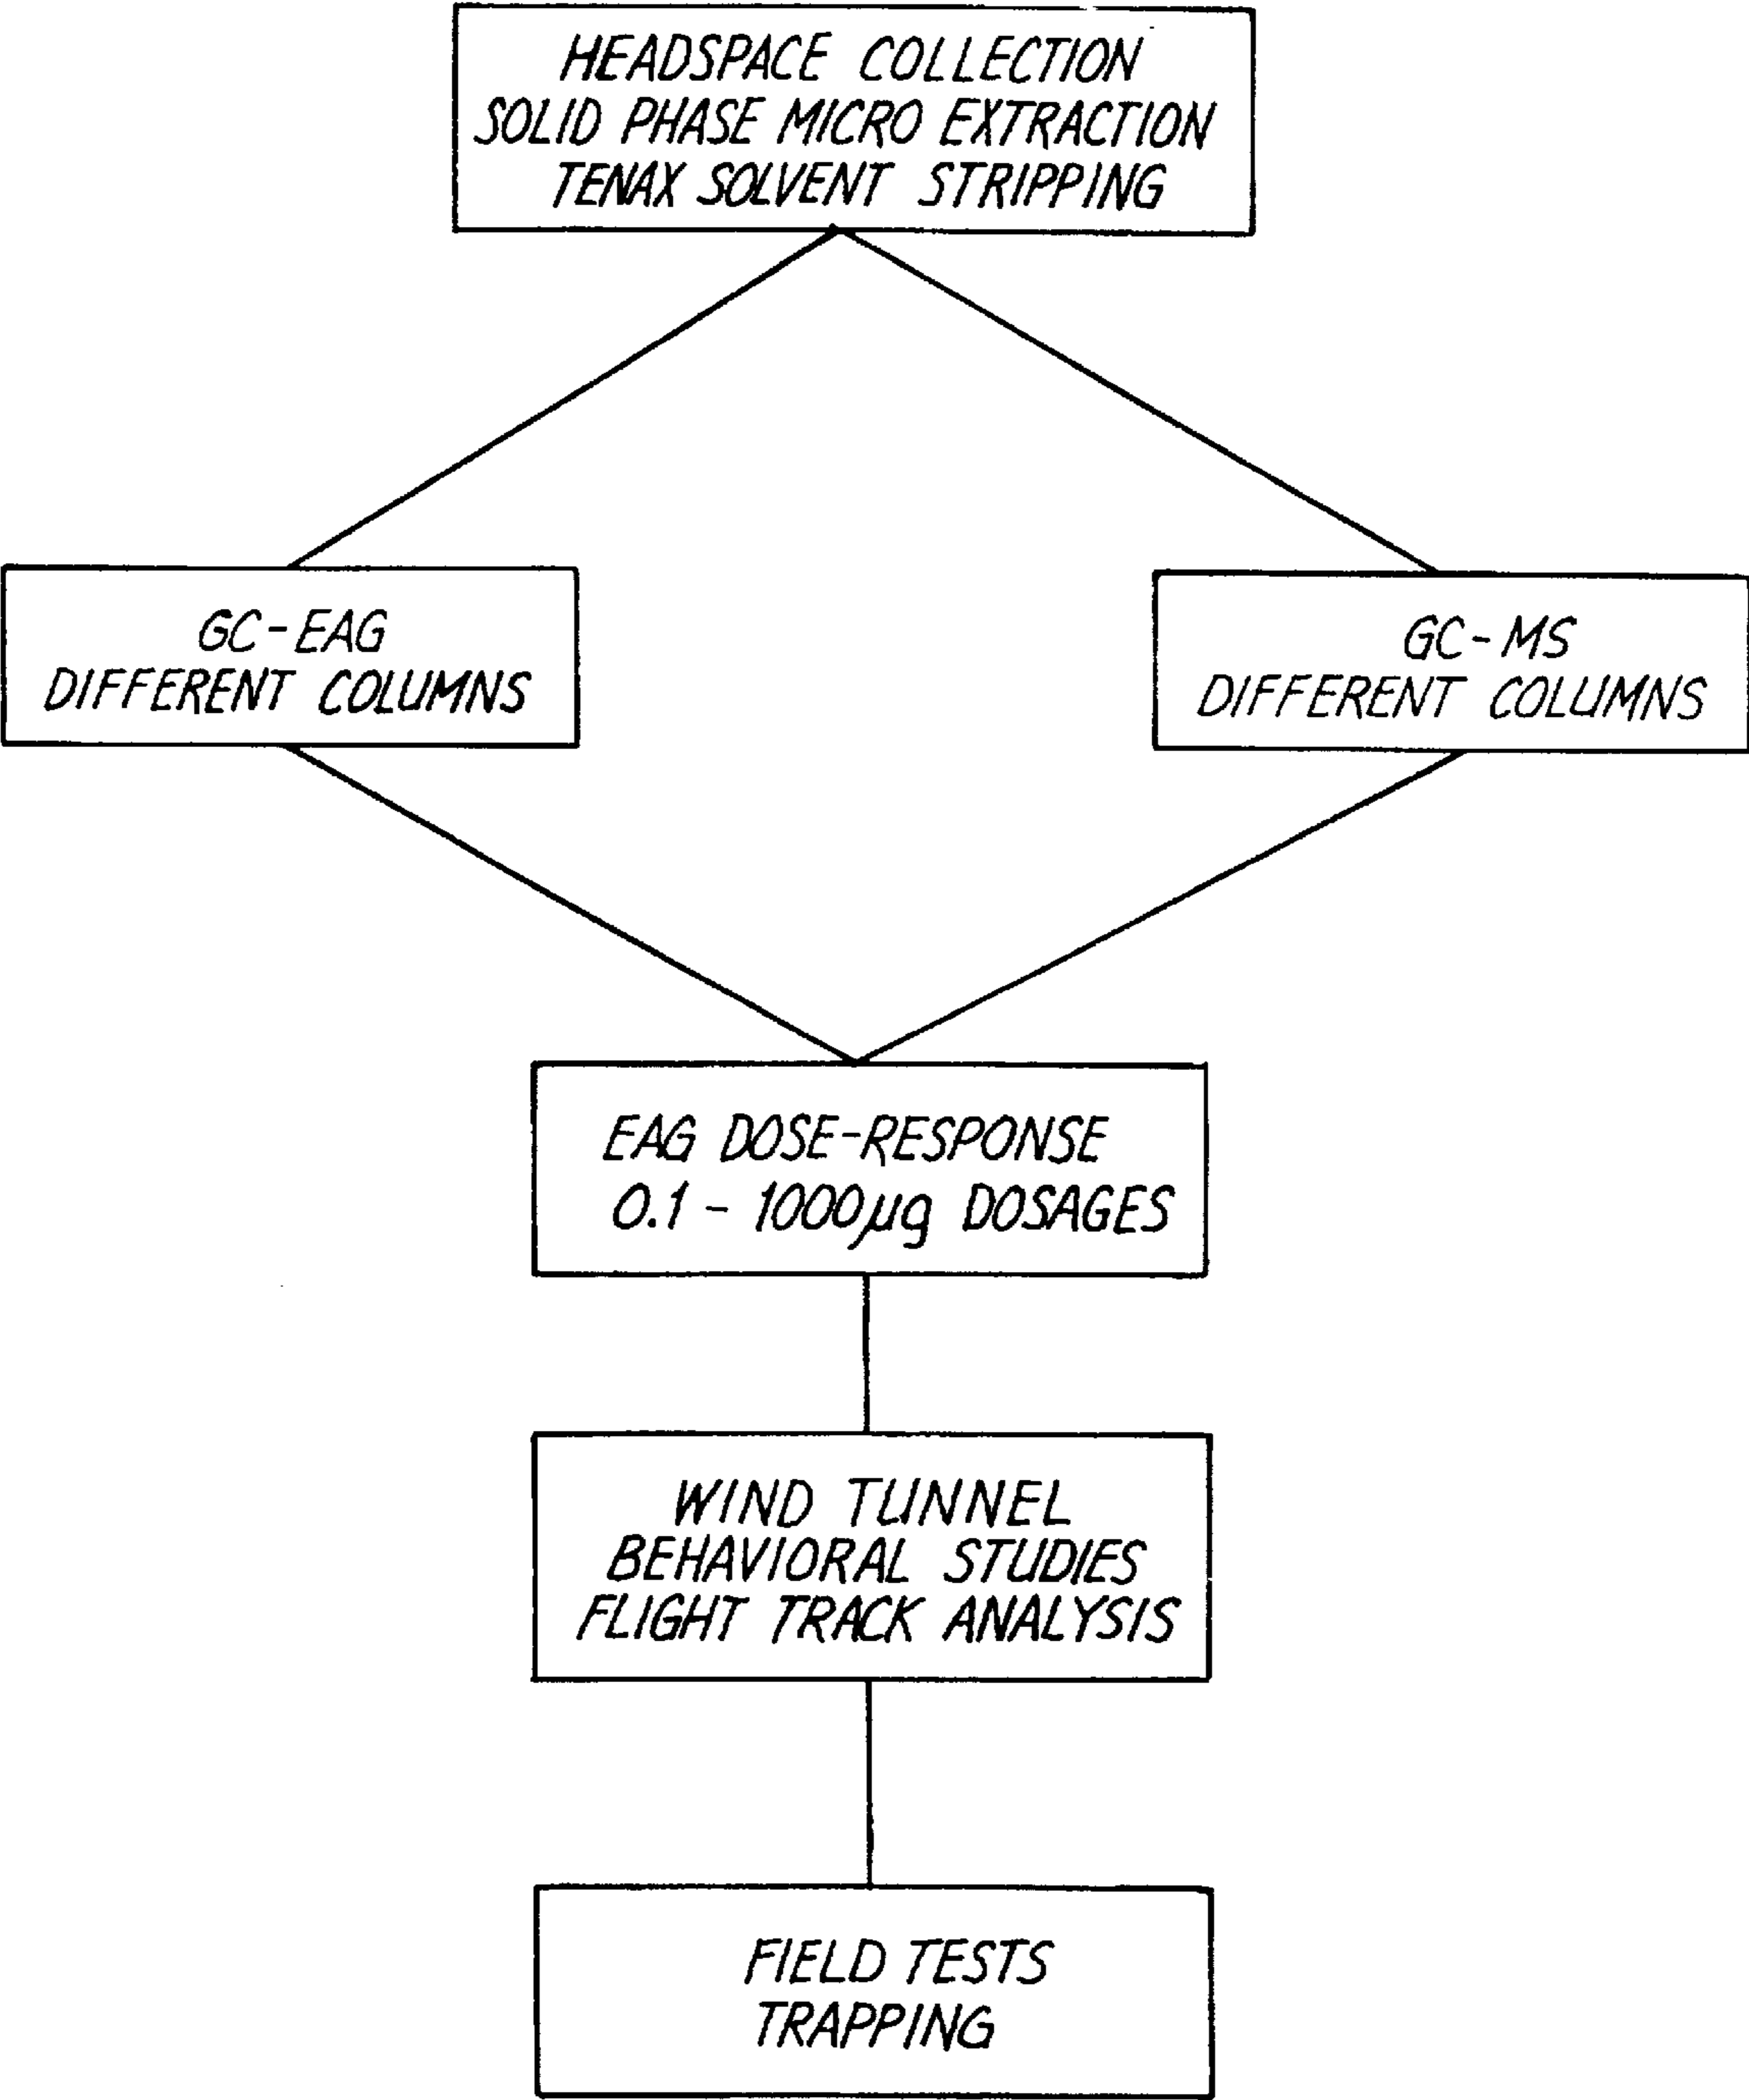 HEADSPACE COLLECTION
SOLID PHASE MICRO EXTRACTION
TENAX SOLVENT STRIPPING
GC-EAG
DIFFERENT COLUMNS
GC-MS
DIFFERENT COLUMNS
EAG DOSE-RESPONSE
0.1 - 1000µg DOSAGES
WIND TUNNEL
BEHAVIORAL STUDIES
FLIGHT TRACK ANALYSIS
FIELD TESTS
TRAPPING